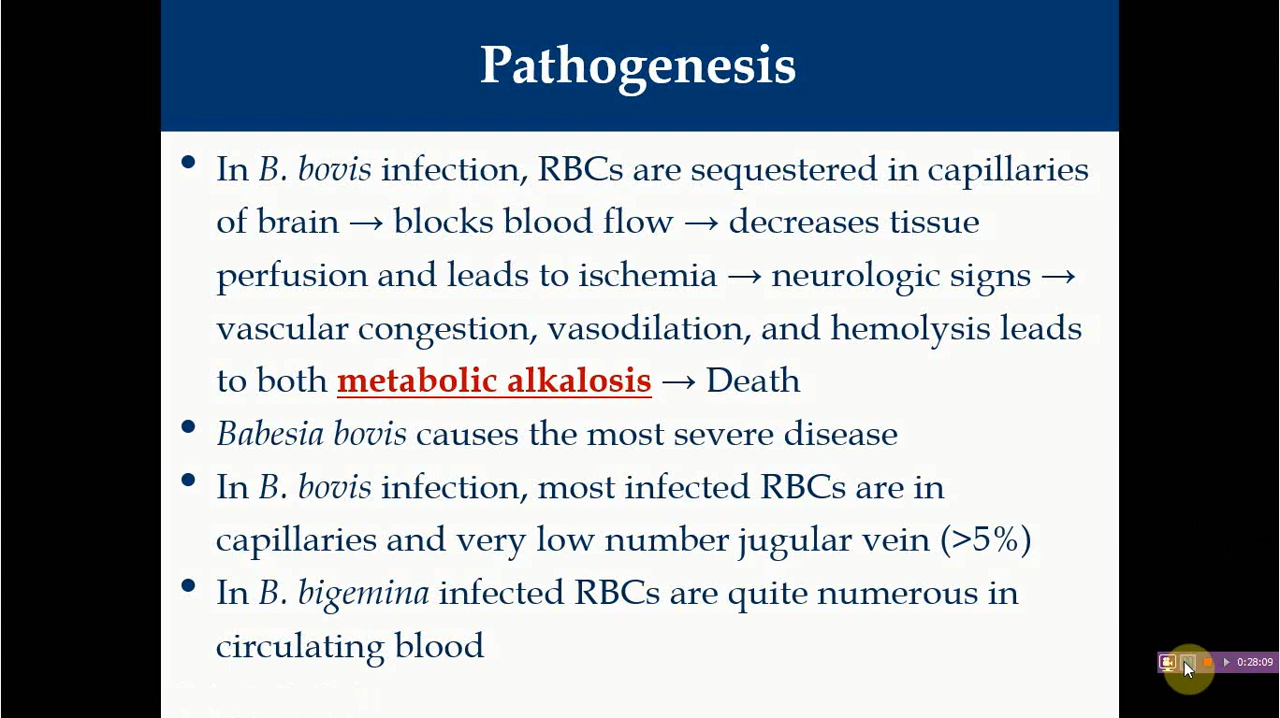 Pathogenesis
• In B. bovis infection, RBCs are sequestered in capillaries
of brain → blocks blood flow → decreases tissue
perfusion and leads to ischemia → neurologic signs →
vascular congestion, vasodilation, and hemolysis leads
to both metabolic alkalosis → Death
• Babesia bovis causes the most severe disease
• In B. bovis infection, most infected RBCs are in
capillaries and very low number jugular vein (>5%)
• In B. bigemina infected RBCs are quite numerous in
circulating blood
0:28:09